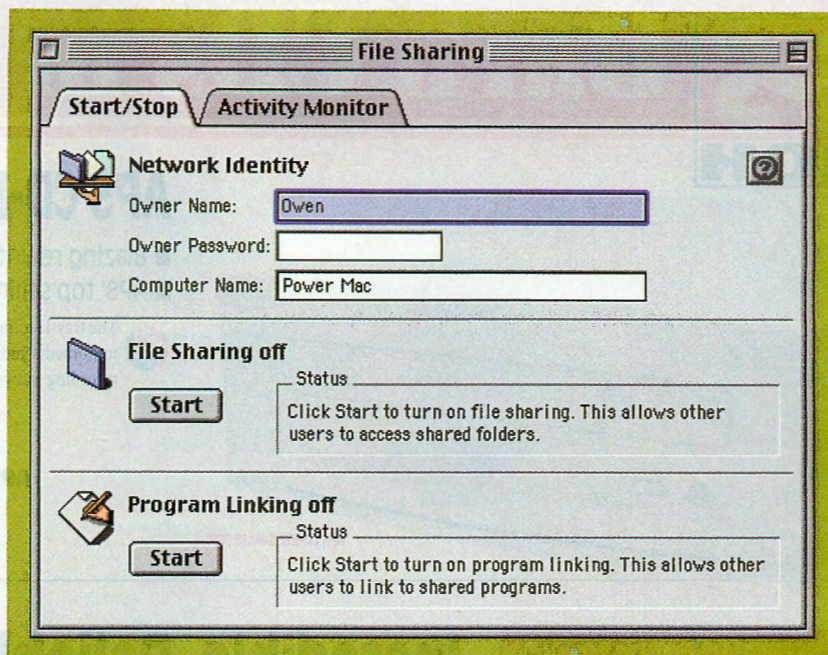 File Sharing
Start/Stop
Activity Monitor
Network Identity
Owner Name: Owen
Owner Password:
Computer Name: Power Mac
File Sharing off
Start
Status
Click Start to turn on file sharing. This allows other
users to access shared folders.
Program Linking off
Start
Status
Click Start to turn on program linking. This allows other
users to link to shared programs.